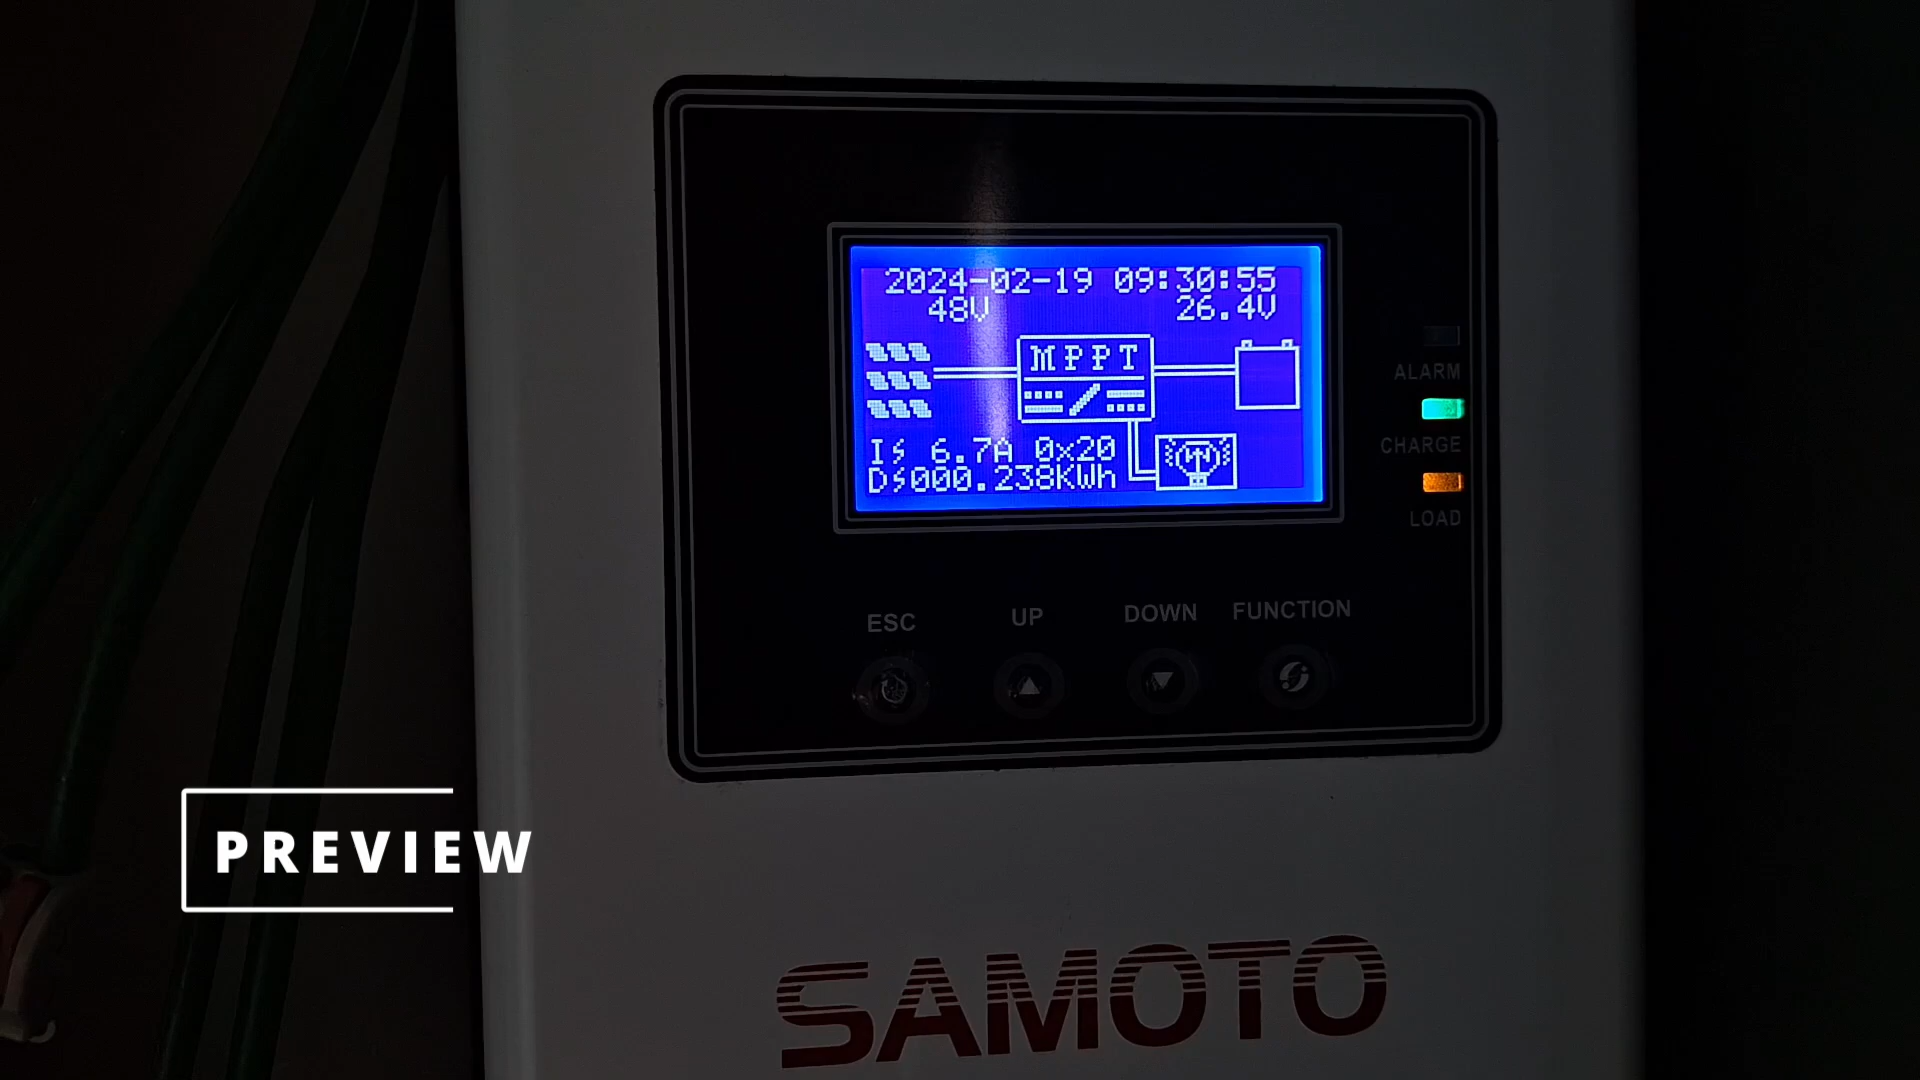 2024-02-19 09:30:55
48V 26.4V
MPPT
I⚡ 6.7A 0x20
D⚡000.238KWh
ALARM
CHARGE
LOAD
ESC UP DOWN FUNCTION
PREVIEW
SAMOTO